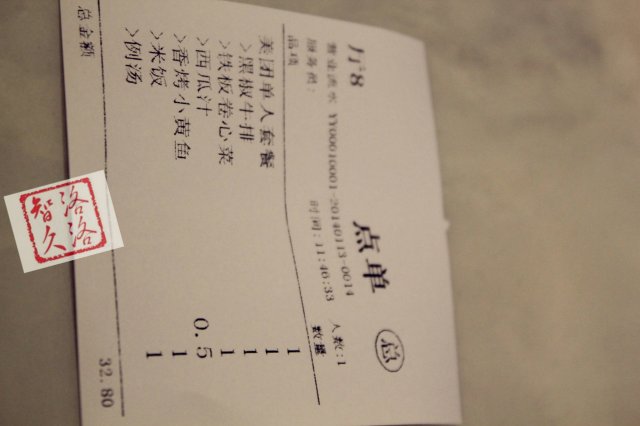 点单
总
厅8
人数:1
营业流水 YY00010001-20140113-0014
服务员:
时间:11:46:33
品项 数量
美团单人套餐 1
>黑椒牛排 1
>铁板卷心菜 1
>西瓜汁 0.5
>香烤小黄鱼 1
>米饭 1
>例汤
总金额 32.80
洛洛
智久